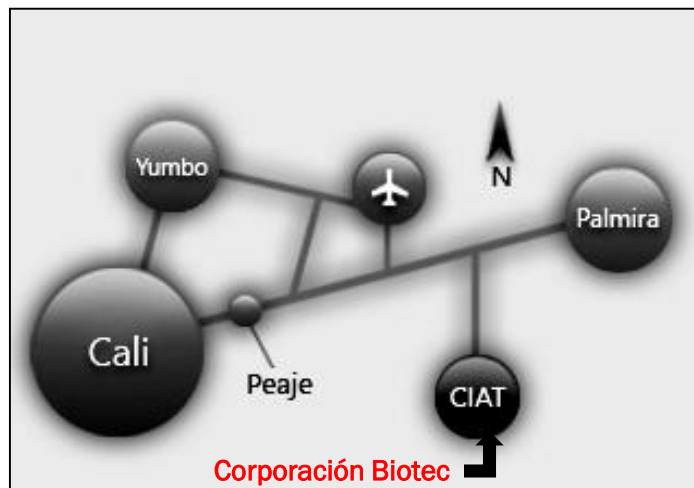 Yumbo
N
Palmira
Cali
Peaje
CIAT
Corporación Biotec